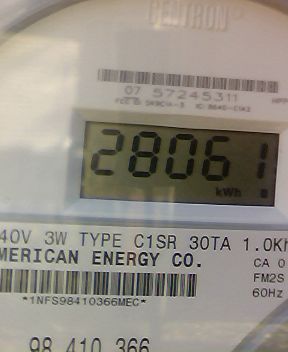 CENTRON
07 57245311
28061
kWh
40V 3W TYPE C1SR 30TA 1.0Kh
MERICAN ENERGY CO.
CA 0
FM2S
*1NFS98410366MEC*
60Hz
98 410 366